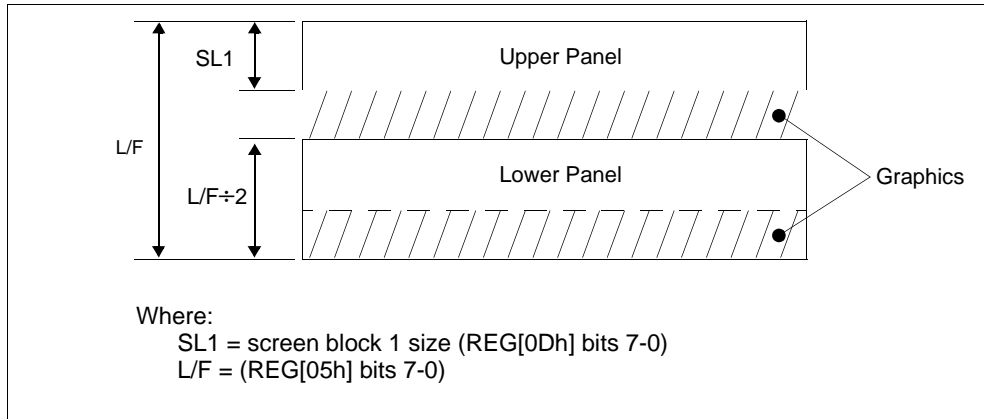 SL1
Upper Panel
L/F
Lower Panel
L/F÷2
Graphics
Where:
SL1 = screen block 1 size (REG[0Dh] bits 7-0)
L/F = (REG[05h] bits 7-0)